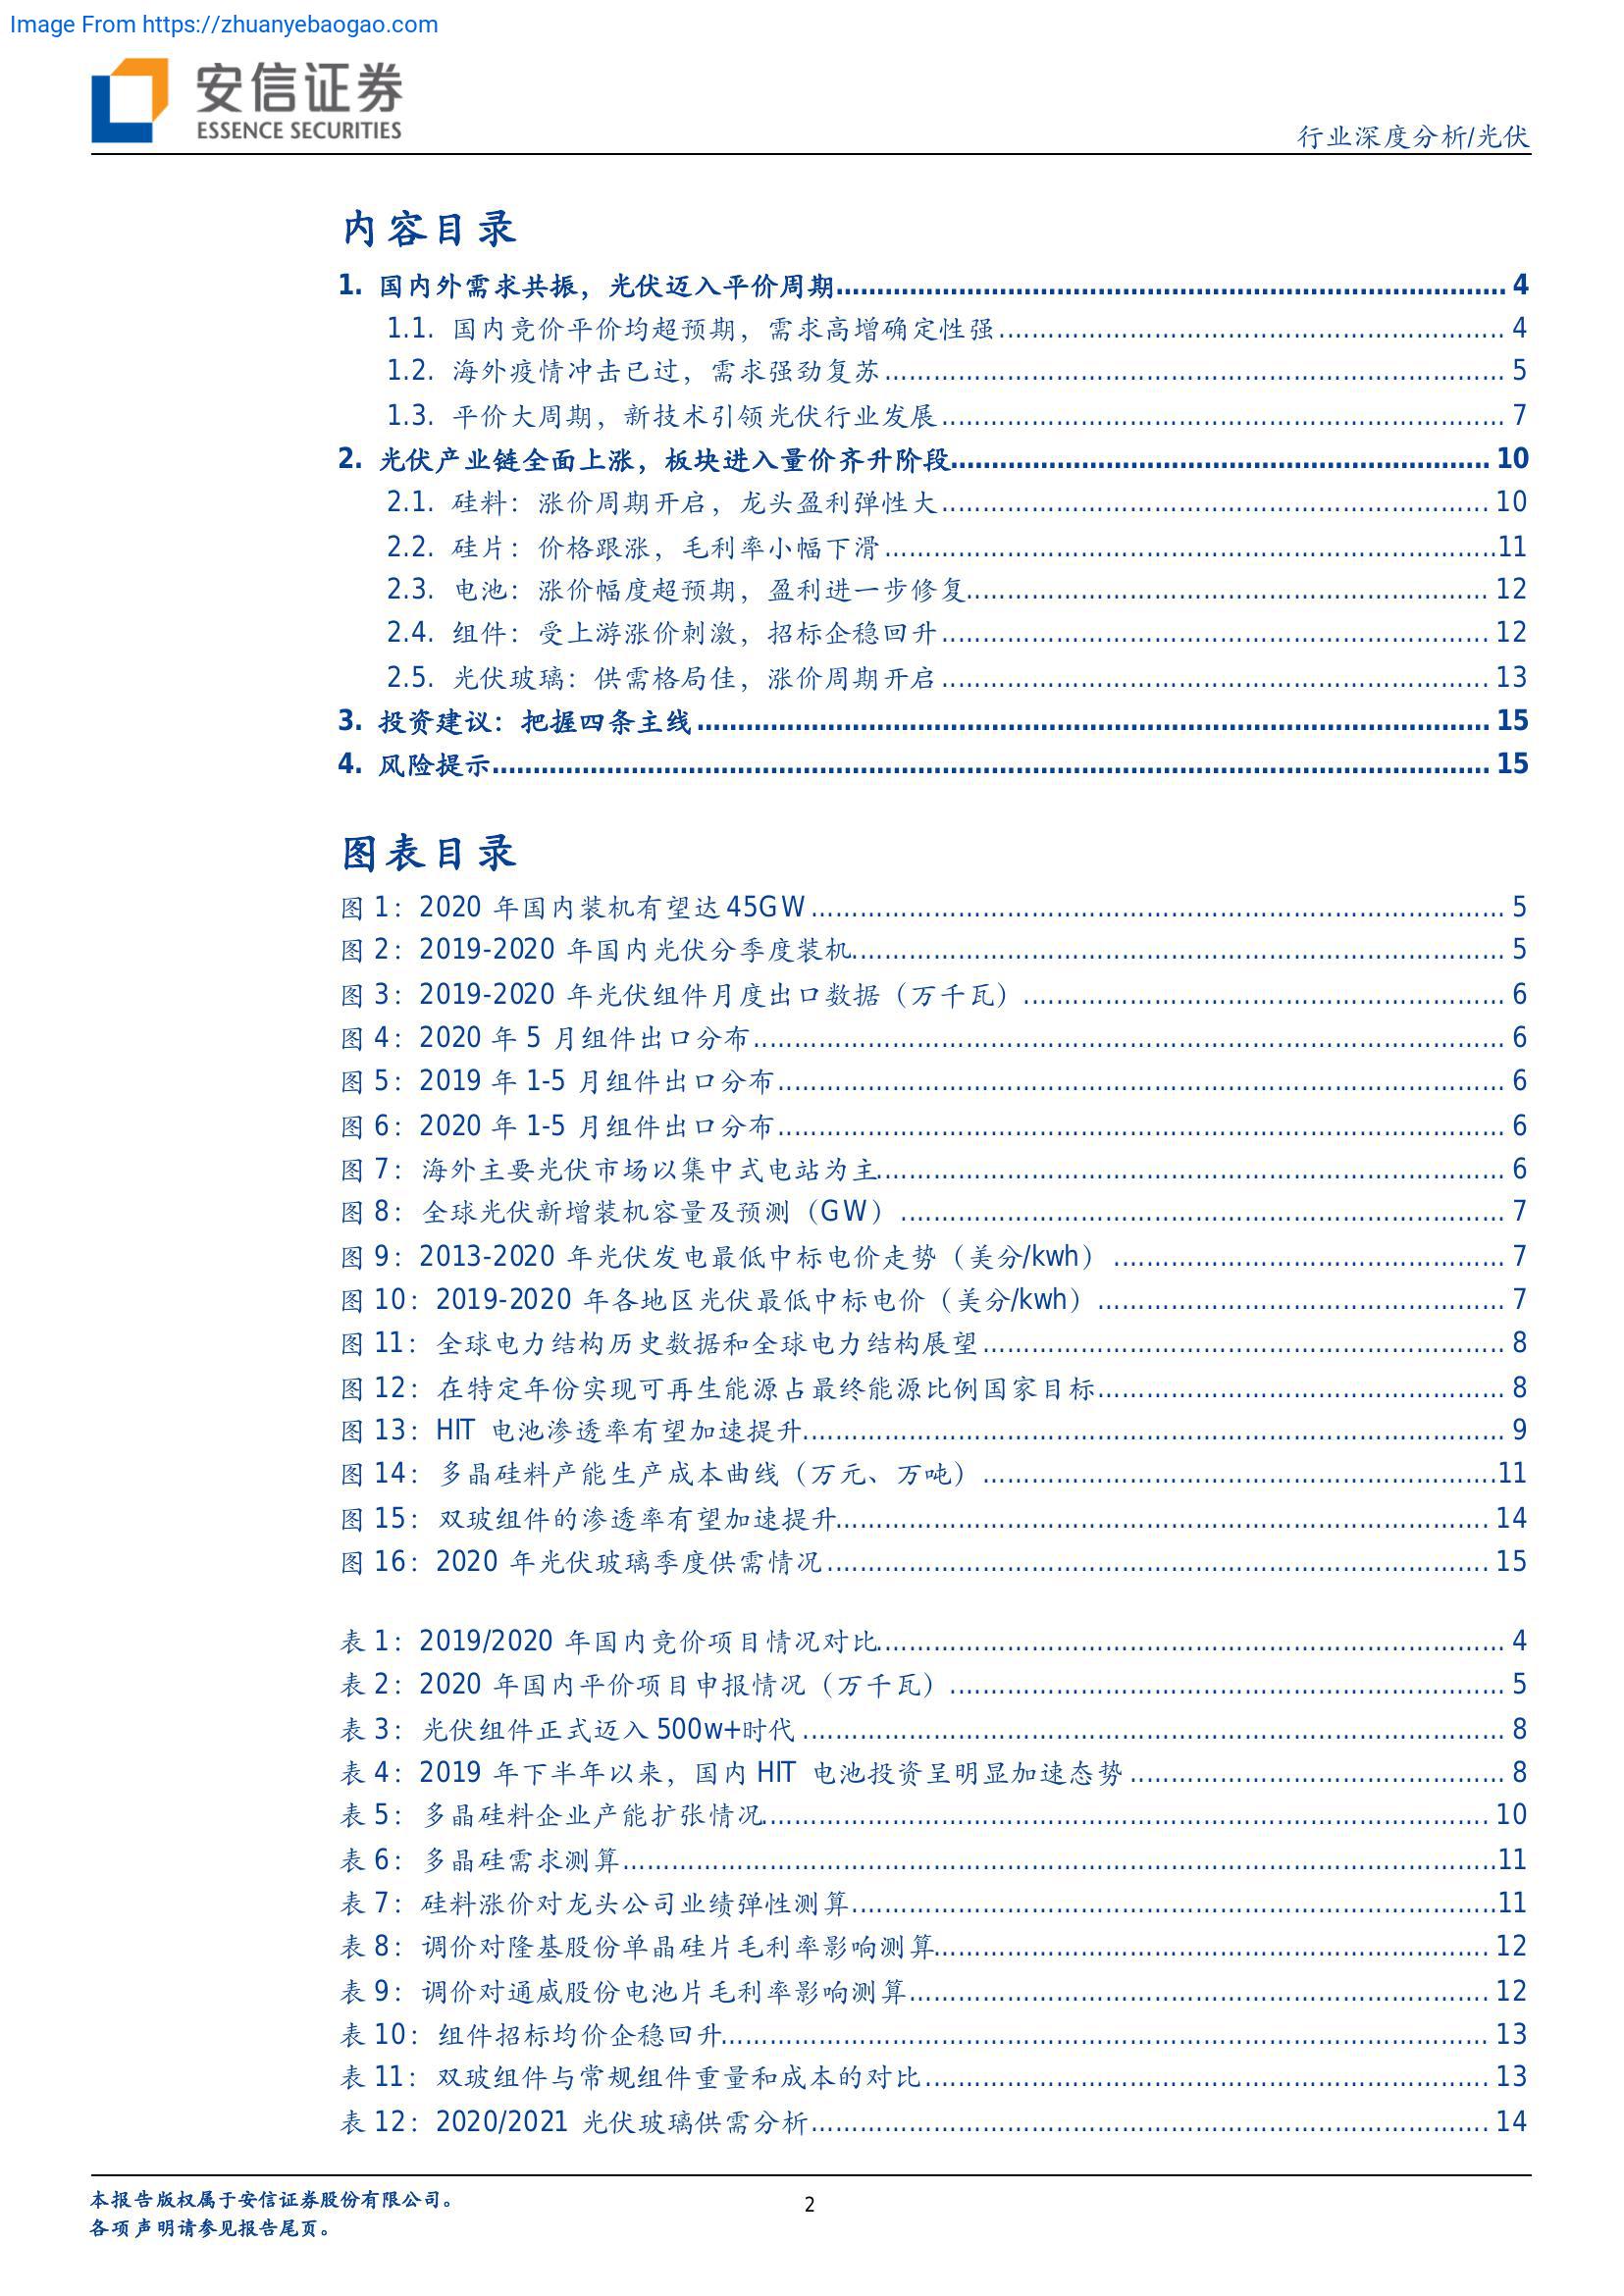 Image From https://zhuanyebaogao.com
安信证券
ESSENCE SECURITIES
行业深度分析/光伏
内容目录
1. 国内外需求共振，光伏迈入平价周期 4
1.1. 国内竞价平价均超预期，需求高增确定性强 4
1.2. 海外疫情冲击已过，需求强劲复苏 5
1.3. 平价大周期，新技术引领光伏行业发展 7
2. 光伏产业链全面上涨，板块进入量价齐升阶段 10
2.1. 硅料：涨价周期开启，龙头盈利弹性大 10
2.2. 硅片：价格跟涨，毛利率小幅下滑 11
2.3. 电池：涨价幅度超预期，盈利进一步修复 12
2.4. 组件：受上游涨价刺激，招标企稳回升 12
2.5. 光伏玻璃：供需格局佳，涨价周期开启 13
3. 投资建议：把握四条主线 15
4. 风险提示 15
图表目录
图 1：2020 年国内装机有望达 45GW 5
图 2：2019-2020 年国内光伏分季度装机 5
图 3：2019-2020 年光伏组件月度出口数据（万千瓦） 6
图 4：2020 年 5 月组件出口分布 6
图 5：2019 年 1-5 月组件出口分布 6
图 6：2020 年 1-5 月组件出口分布 6
图 7：海外主要光伏市场以集中式电站为主 6
图 8：全球光伏新增装机容量及预测（GW） 7
图 9：2013-2020 年光伏发电最低中标电价走势（美分/kwh） 7
图 10：2019-2020 年各地区光伏最低中标电价（美分/kwh） 7
图 11：全球电力结构历史数据和全球电力结构展望 8
图 12：在特定年份实现可再生能源占最终能源比例国家目标 8
图 13：HIT 电池渗透率有望加速提升 9
图 14：多晶硅料产能生产成本曲线（万元、万吨） 11
图 15：双玻组件的渗透率有望加速提升 14
图 16：2020 年光伏玻璃季度供需情况 15
表 1：2019/2020 年国内竞价项目情况对比 4
表 2：2020 年国内平价项目申报情况（万千瓦） 5
表 3：光伏组件正式迈入 500w+时代 8
表 4：2019 年下半年以来，国内 HIT 电池投资呈明显加速态势 8
表 5：多晶硅料企业产能扩张情况 10
表 6：多晶硅需求测算 11
表 7：硅料涨价对龙头公司业绩弹性测算 11
表 8：调价对隆基股份单晶硅片毛利率影响测算 12
表 9：调价对通威股份电池片毛利率影响测算 12
表 10：组件招标均价企稳回升 13
表 11：双玻组件与常规组件重量和成本的对比 13
表 12：2020/2021 光伏玻璃供需分析 14
本报告版权属于安信证券股份有限公司。
各项声明请参见报告尾页。
2